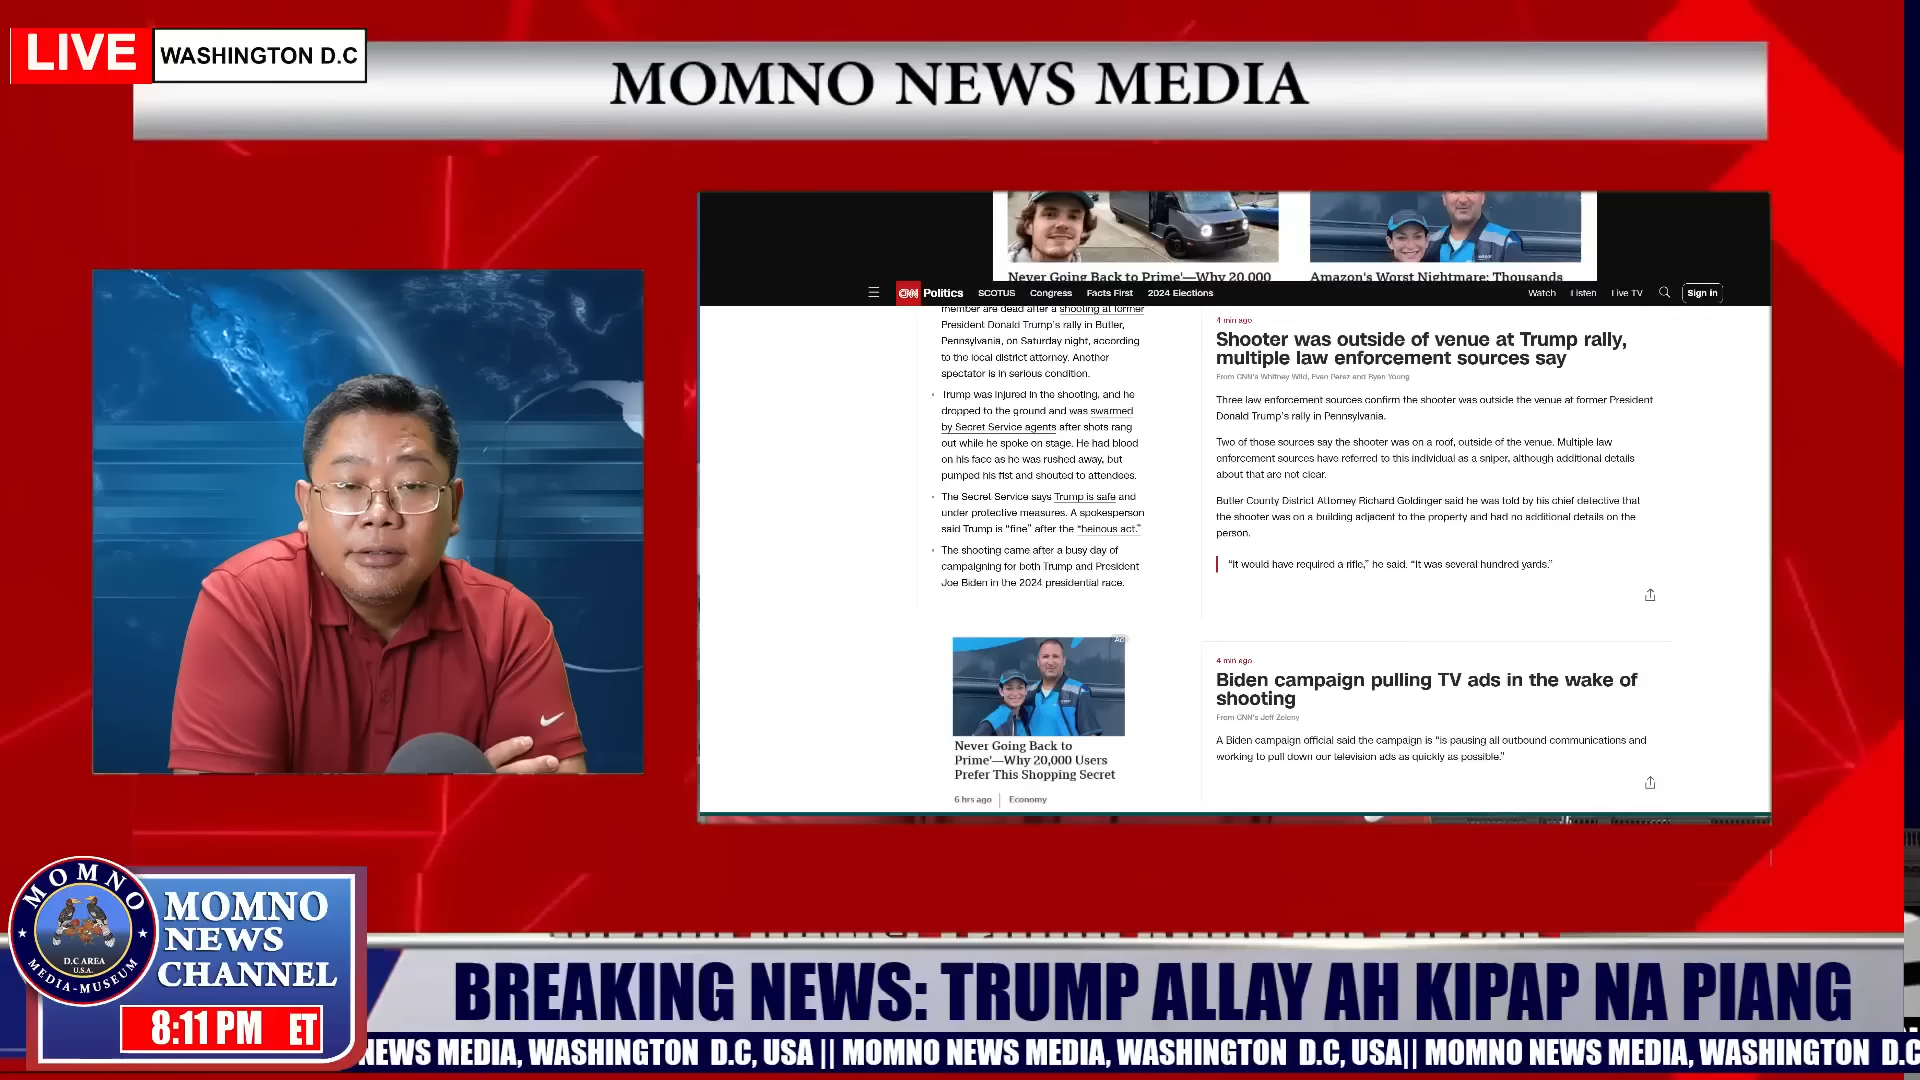 LIVE
WASHINGTON D.C
MOMNO NEWS MEDIA
Never Going Back to Prime'—Why 20,000
Amazon's Worst Nightmare: Thousands
CNN Politics SCOTUS Congress Facts First 2024 Elections Watch Listen Live TV Sign in
member are dead after a shooting at former
President Donald Trump's rally in Butler,
Pennsylvania, on Saturday night, according
to the local district attorney. Another
spectator is in serious condition.
Trump was injured in the shooting, and he
dropped to the ground and was swarmed
by Secret Service agents after shots rang
out while he spoke on stage. He had blood
on his face as he was rushed away, but
pumped his fist and shouted to attendees.
The Secret Service says Trump is safe and
under protective measures. A spokesperson
said Trump is "fine" after the "heinous act."
The shooting came after a busy day of
campaigning for both Trump and President
Joe Biden in the 2024 presidential race.
Ad
Never Going Back to
Prime'—Why 20,000 Users
Prefer This Shopping Secret
6 hrs ago | Economy
4 min ago
Shooter was outside of venue at Trump rally,
multiple law enforcement sources say
From CNN's Whitney Wild, Evan Perez and Ryan Young
Three law enforcement sources confirm the shooter was outside the venue at former President
Donald Trump's rally in Pennsylvania.
Two of those sources say the shooter was on a roof, outside of the venue. Multiple law
enforcement sources have referred to this individual as a sniper, although additional details
about that are not clear.
Butler County District Attorney Richard Goldinger said he was told by his chief detective that
the shooter was on a building adjacent to the property and had no additional details on the
person.
"It would have required a rifle," he said. "It was several hundred yards."
4 min ago
Biden campaign pulling TV ads in the wake of
shooting
From CNN's Jeff Zeleny
A Biden campaign official said the campaign is "is pausing all outbound communications and
working to pull down our television ads as quickly as possible."
MOMNO
D.C AREA
U.S.A.
MEDIA-MUSEUM
MOMNO
NEWS
CHANNEL
8:11 PM ET
BREAKING NEWS: TRUMP ALLAY AH KIPAP NA PIANG
NEWS MEDIA, WASHINGTON D.C, USA || MOMNO NEWS MEDIA, WASHINGTON D.C, USA|| MOMNO NEWS MEDIA, WASHINGTON D.C